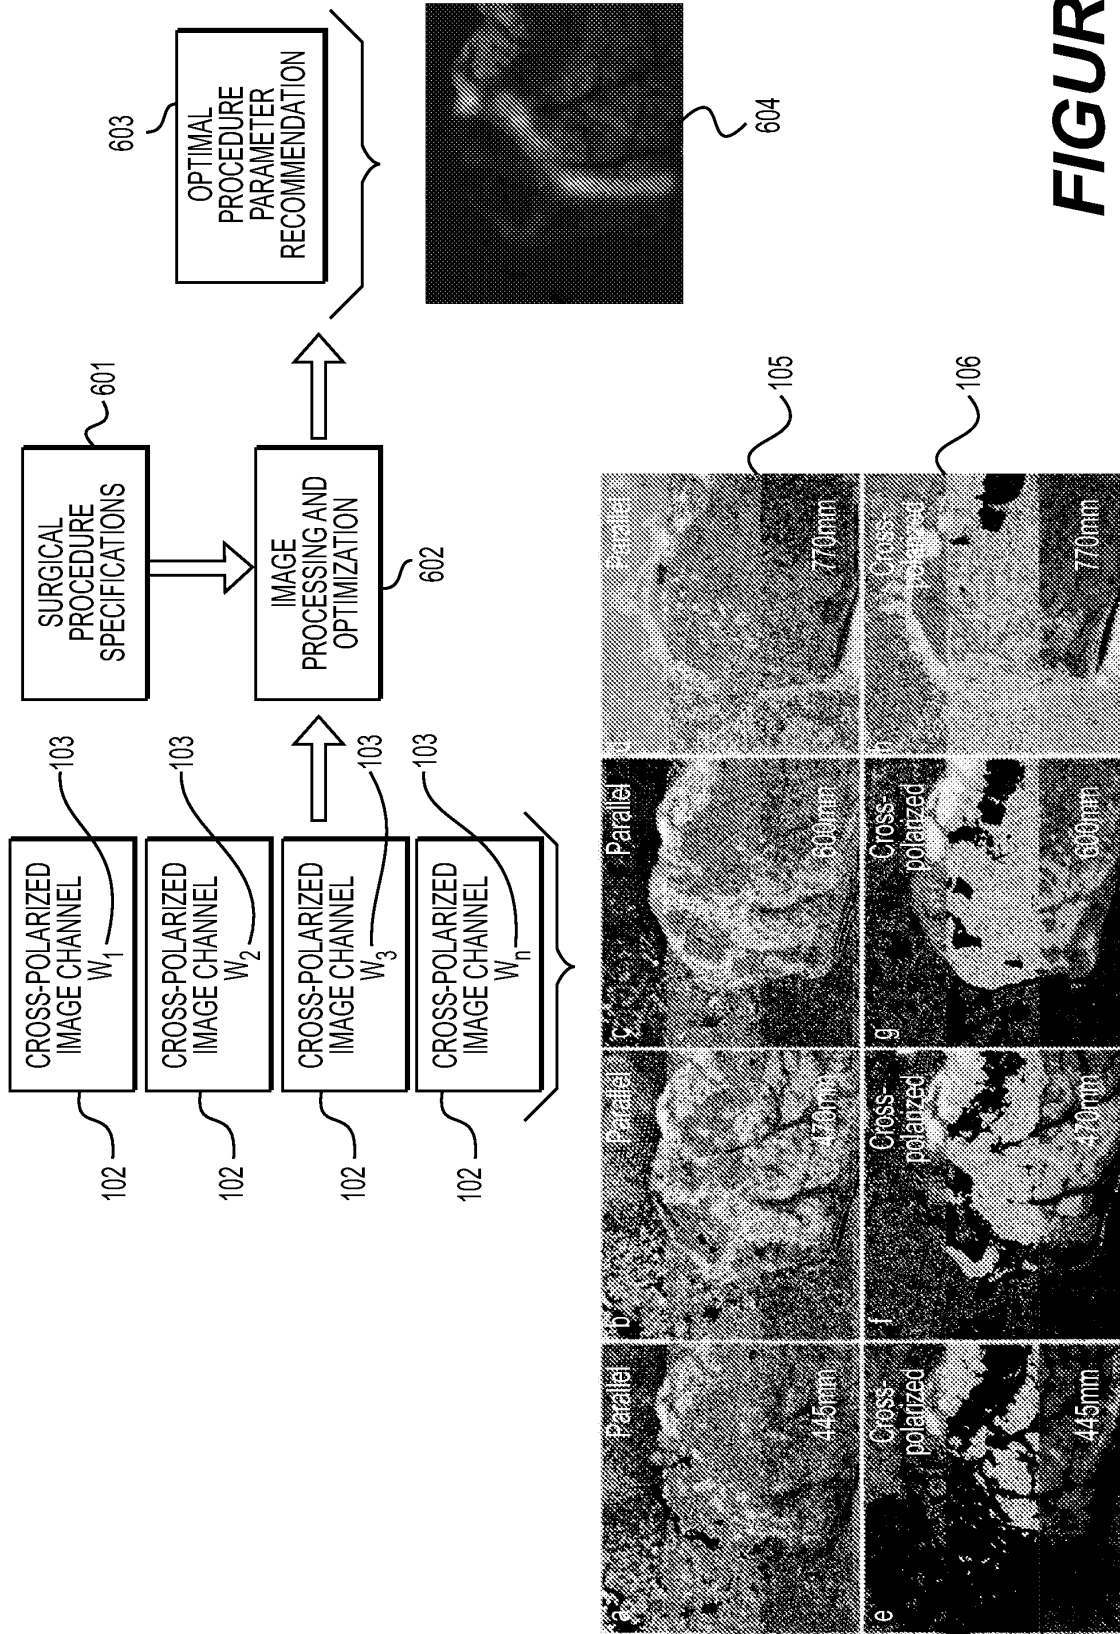 102
CROSS-POLARIZED
IMAGE CHANNEL
W1
103
102
CROSS-POLARIZED
IMAGE CHANNEL
W2
103
102
CROSS-POLARIZED
IMAGE CHANNEL
W3
103
102
CROSS-POLARIZED
IMAGE CHANNEL
Wn
103
SURGICAL
PROCEDURE
SPECIFICATIONS
601
IMAGE
PROCESSING AND
OPTIMIZATION
602
603
OPTIMAL
PROCEDURE
PARAMETER
RECOMMENDATION
604
a
Parallel
445mm
b
Parallel
470mm
c
Parallel
600mm
Parallel
770mm
105
e
Cross-
polarized
445mm
f
Cross-
polarized
470mm
g
Cross-
polarized
600mm
h
Cross-
polarized
770mm
106
FIGUR